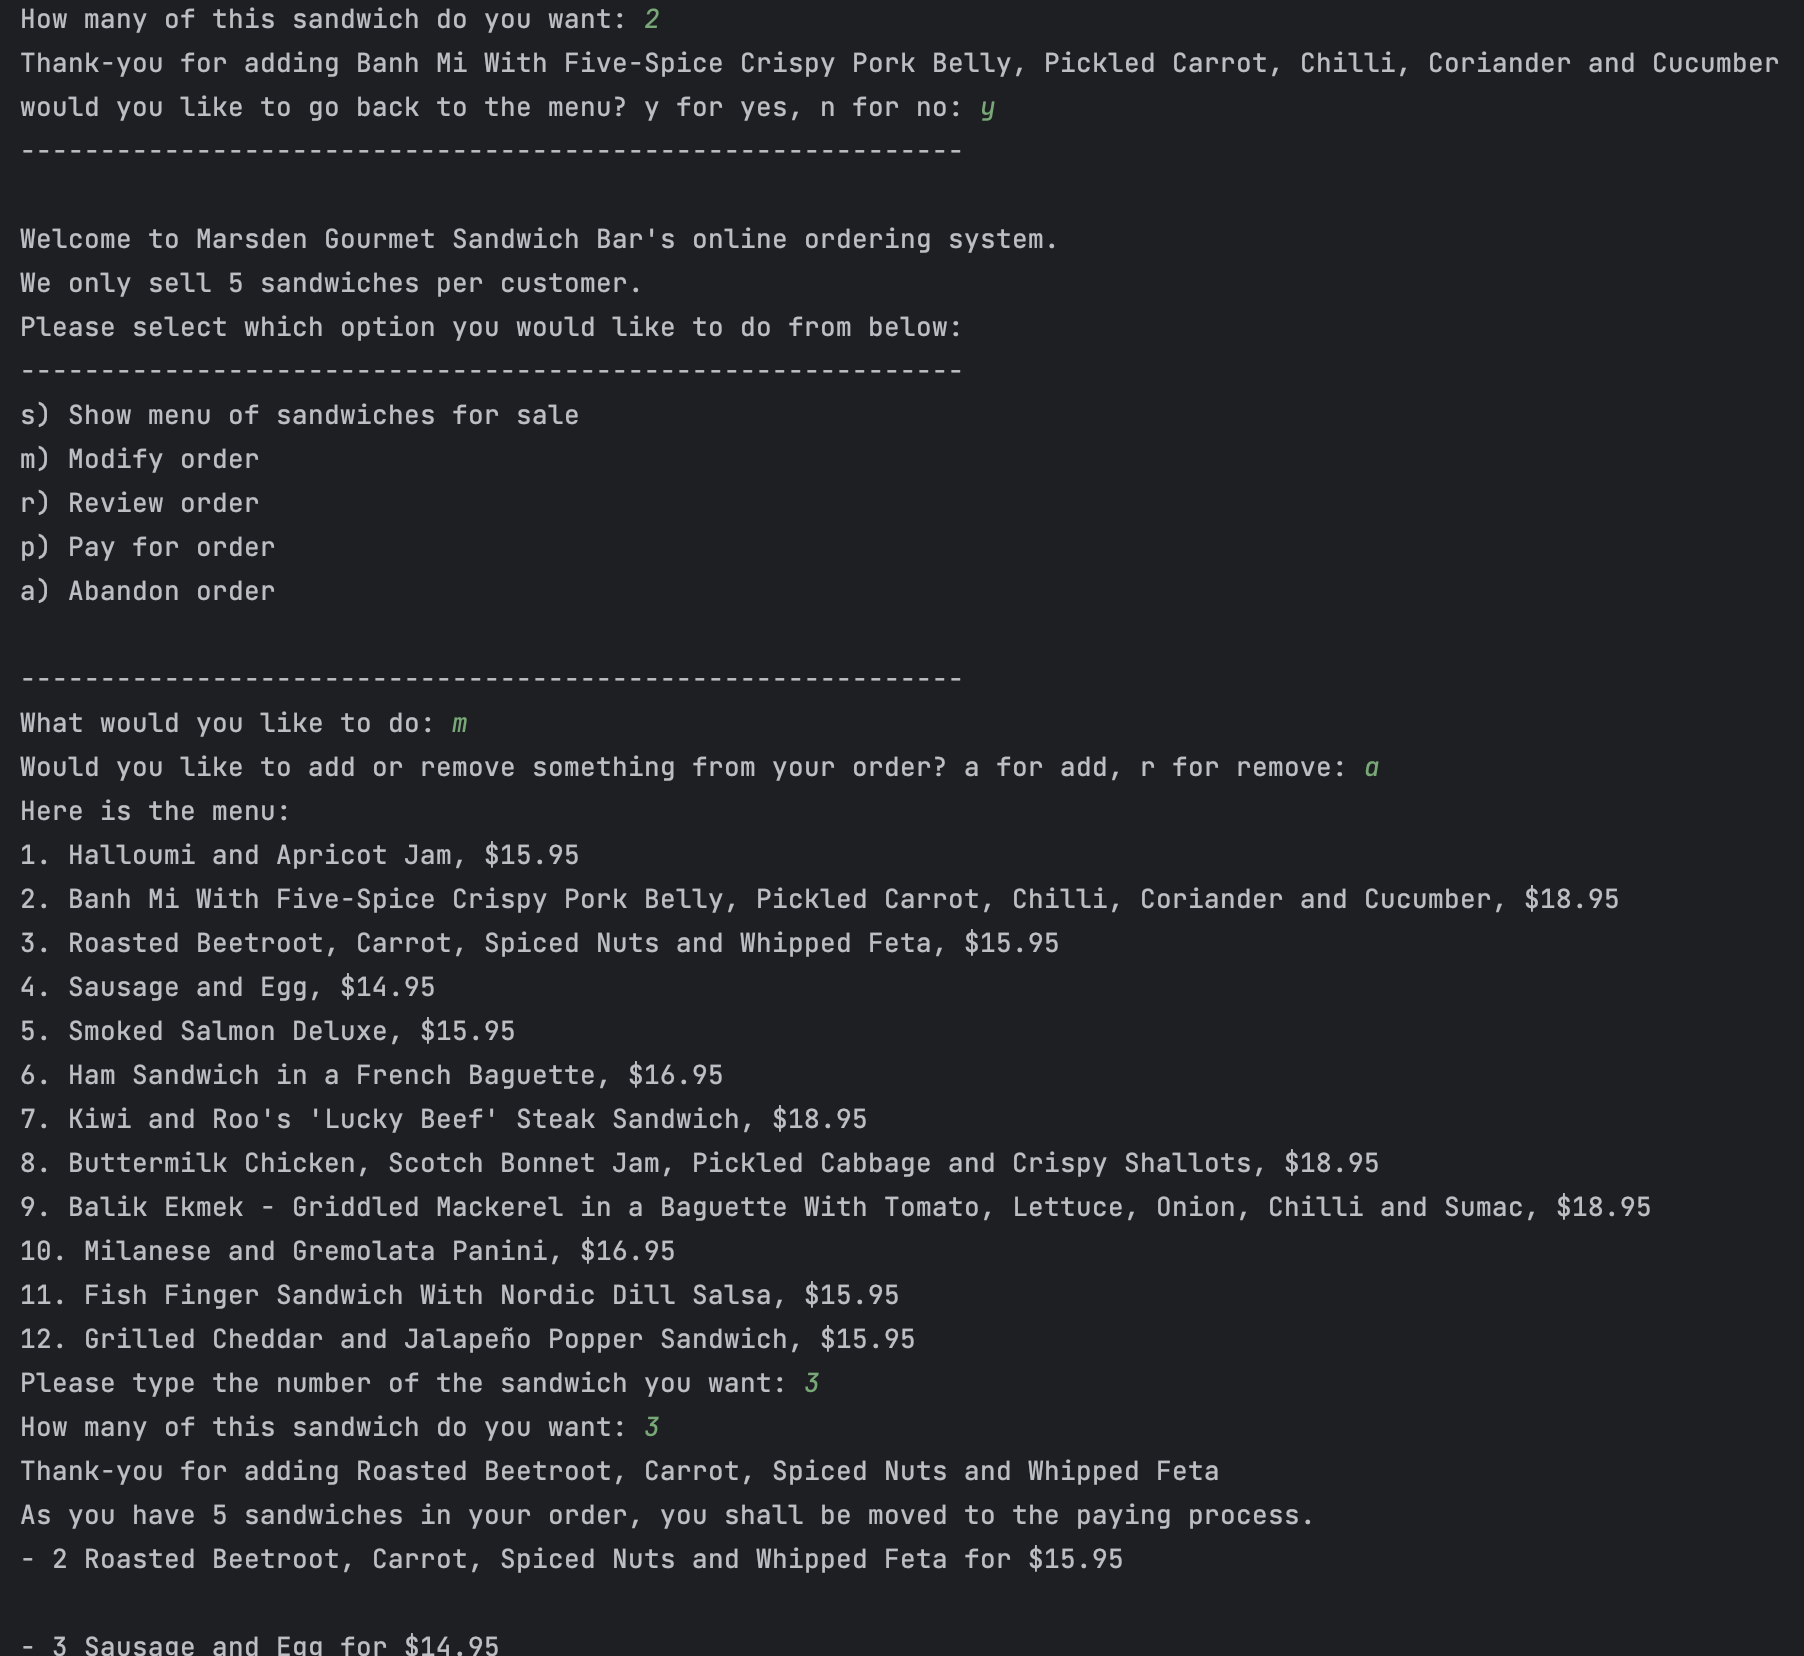 How many of this sandwich do you want: 2
Thank-you for adding Banh Mi With Five-Spice Crispy Pork Belly, Pickled Carrot, Chilli, Coriander and Cucumber
would you like to go back to the menu? y for yes, n for no: y
-----------------------------------------------------------
Welcome to Marsden Gourmet Sandwich Bar's online ordering system.
We only sell 5 sandwiches per customer.
Please select which option you would like to do from below:
-----------------------------------------------------------
s) Show menu of sandwiches for sale
m) Modify order
r) Review order
p) Pay for order
a) Abandon order
-----------------------------------------------------------
What would you like to do: m
Would you like to add or remove something from your order? a for add, r for remove: a
Here is the menu:
1. Halloumi and Apricot Jam, $15.95
2. Banh Mi With Five-Spice Crispy Pork Belly, Pickled Carrot, Chilli, Coriander and Cucumber, $18.95
3. Roasted Beetroot, Carrot, Spiced Nuts and Whipped Feta, $15.95
4. Sausage and Egg, $14.95
5. Smoked Salmon Deluxe, $15.95
6. Ham Sandwich in a French Baguette, $16.95
7. Kiwi and Roo's 'Lucky Beef' Steak Sandwich, $18.95
8. Buttermilk Chicken, Scotch Bonnet Jam, Pickled Cabbage and Crispy Shallots, $18.95
9. Balik Ekmek - Griddled Mackerel in a Baguette With Tomato, Lettuce, Onion, Chilli and Sumac, $18.95
10. Milanese and Gremolata Panini, $16.95
11. Fish Finger Sandwich With Nordic Dill Salsa, $15.95
12. Grilled Cheddar and Jalapeño Popper Sandwich, $15.95
Please type the number of the sandwich you want: 3
How many of this sandwich do you want: 3
Thank-you for adding Roasted Beetroot, Carrot, Spiced Nuts and Whipped Feta
As you have 5 sandwiches in your order, you shall be moved to the paying process.
- 2 Roasted Beetroot, Carrot, Spiced Nuts and Whipped Feta for $15.95
- 3 Sausage and Egg for $14.95